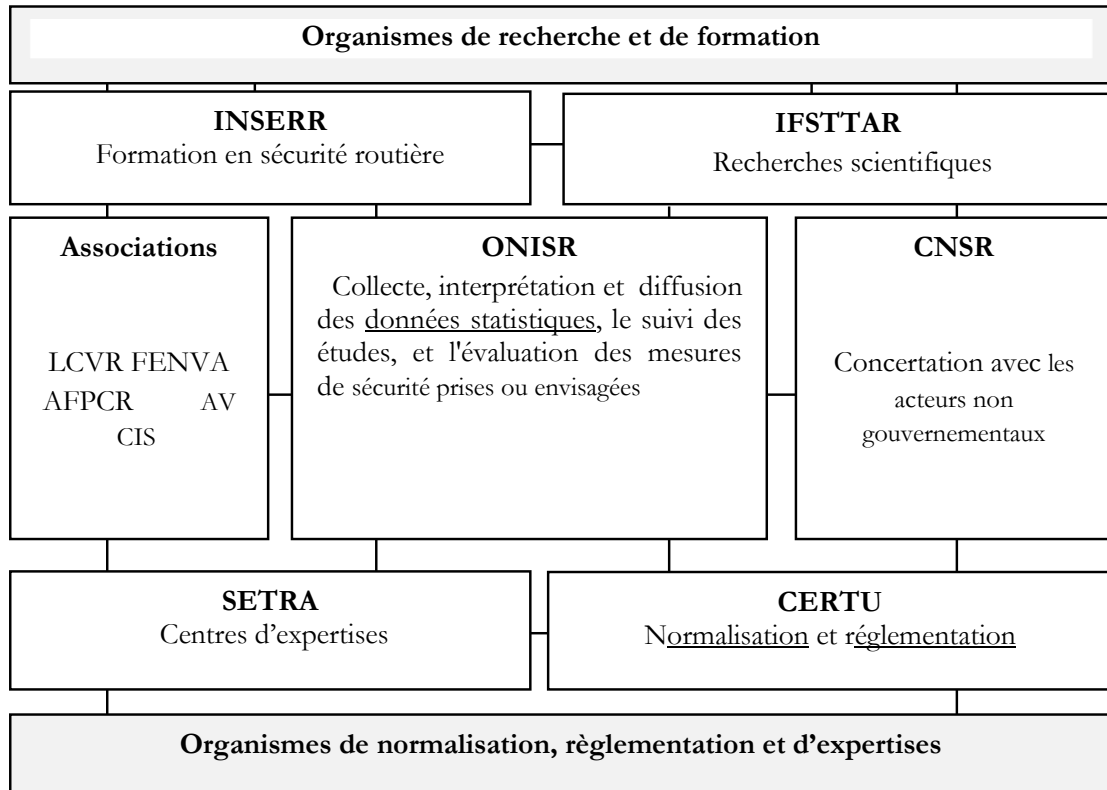 Organismes de recherche et de formation
INSERR
Formation en sécurité routière
IFSTTAR
Recherches scientifiques
Associations
LCVR FENVA
AFPCR AV
CIS
ONISR
Collecte, interprétation et diffusion
des données statistiques, le suivi des
études, et l'évaluation des mesures
de sécurité prises ou envisagées
CNSR
Concertation avec les
acteurs non
gouvernementaux
SETRA
Centres d’expertises
CERTU
Normalisation et réglementation
Organismes de normalisation, règlementation et d’expertises